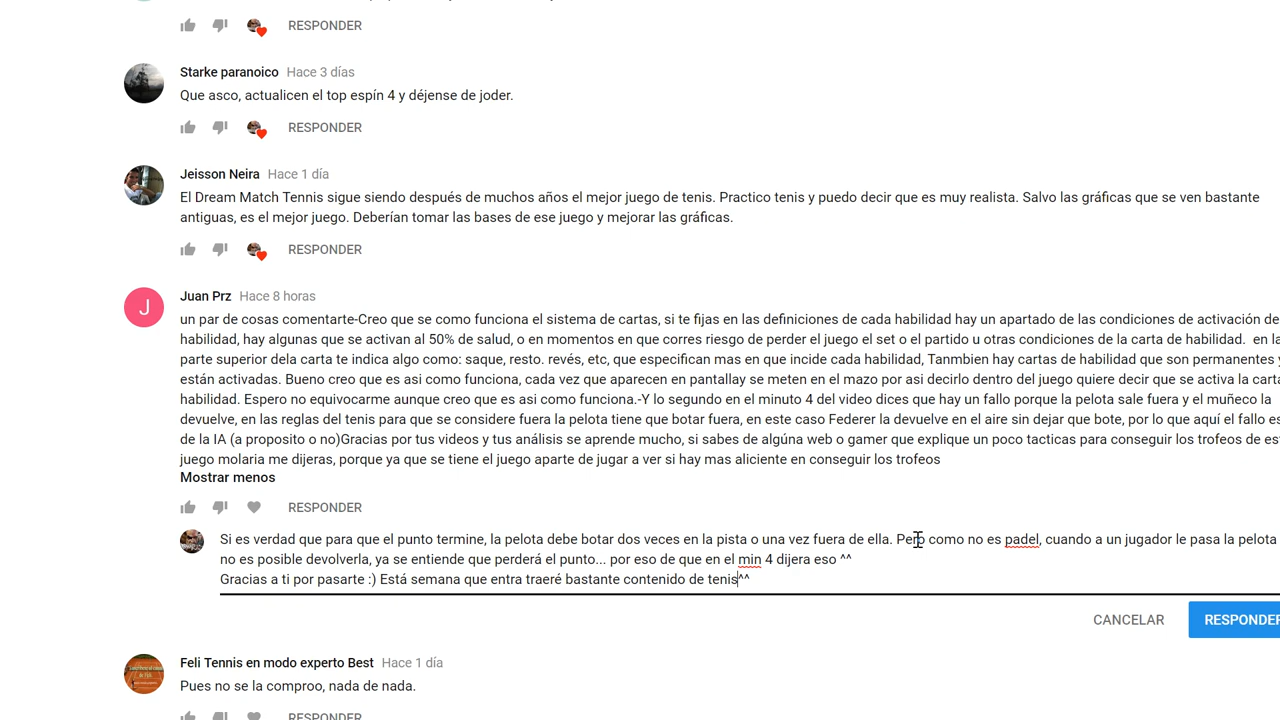 RESPONDER
Starke paranoico Hace 3 días
Que asco, actualicen el top espín 4 y déjense de joder.
RESPONDER
Jeisson Neira Hace 1 día
El Dream Match Tennis sigue siendo después de muchos años el mejor juego de tenis. Practico tenis y puedo decir que es muy realista. Salvo las gráficas que se ven bastante
antiguas, es el mejor juego. Deberían tomar las bases de ese juego y mejorar las gráficas.
RESPONDER
J
Juan Prz Hace 8 horas
un par de cosas comentarte-Creo que se como funciona el sistema de cartas, si te fijas en las definiciones de cada habilidad hay un apartado de las condiciones de activación de
habilidad, hay algunas que se activan al 50% de salud, o en momentos en que corres riesgo de perder el juego el set o el partido u otras condiciones de la carta de habilidad. en la
parte superior dela carta te indica algo como: saque, resto. revés, etc, que especifican mas en que incide cada habilidad, Tanmbien hay cartas de habilidad que son permanentes y
están activadas. Bueno creo que es asi como funciona, cada vez que aparecen en pantallay se meten en el mazo por asi decirlo dentro del juego quiere decir que se activa la carta
habilidad. Espero no equivocarme aunque creo que es asi como funciona.-Y lo segundo en el minuto 4 del video dices que hay un fallo porque la pelota sale fuera y el muñeco la
devuelve, en las reglas del tenis para que se considere fuera la pelota tiene que botar fuera, en este caso Federer la devuelve en el aire sin dejar que bote, por lo que aquí el fallo es
de la IA (a proposito o no)Gracias por tus videos y tus análisis se aprende mucho, si sabes de algúna web o gamer que explique un poco tacticas para conseguir los trofeos de es
juego molaria me dijeras, porque ya que se tiene el juego aparte de jugar a ver si hay mas aliciente en conseguir los trofeos
Mostrar menos
RESPONDER
Si es verdad que para que el punto termine, la pelota debe botar dos veces en la pista o una vez fuera de ella. Pero como no es padel, cuando a un jugador le pasa la pelota
no es posible devolverla, ya se entiende que perderá el punto... por eso de que en el min 4 dijera eso ^^
Gracias a ti por pasarte :) Está semana que entra traeré bastante contenido de tenis^^
CANCELAR RESPONDER
Feli Tennis en modo experto Best Hace 1 día
Pues no se la comproo, nada de nada.
RESPONDER